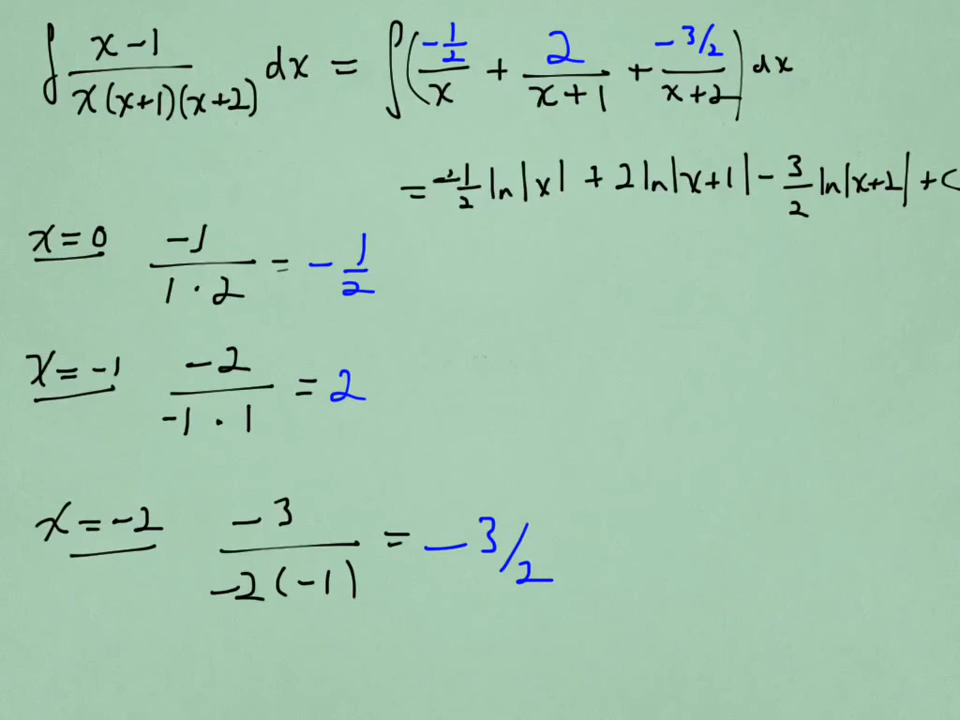 ∫ x-1 / x(x+1)(x+2) dx = ∫ ( -1/2 / x + 2 / x+1 + -3/2 / x+2 ) dx
= -1/2 ln|x| + 2 ln|x+1| - 3/2 ln|x+2| + C
x=0 -1 / 1·2 = -1/2
x=-1 -2 / -1·1 = 2
x=-2 -3 / -2(-1) = -3/2